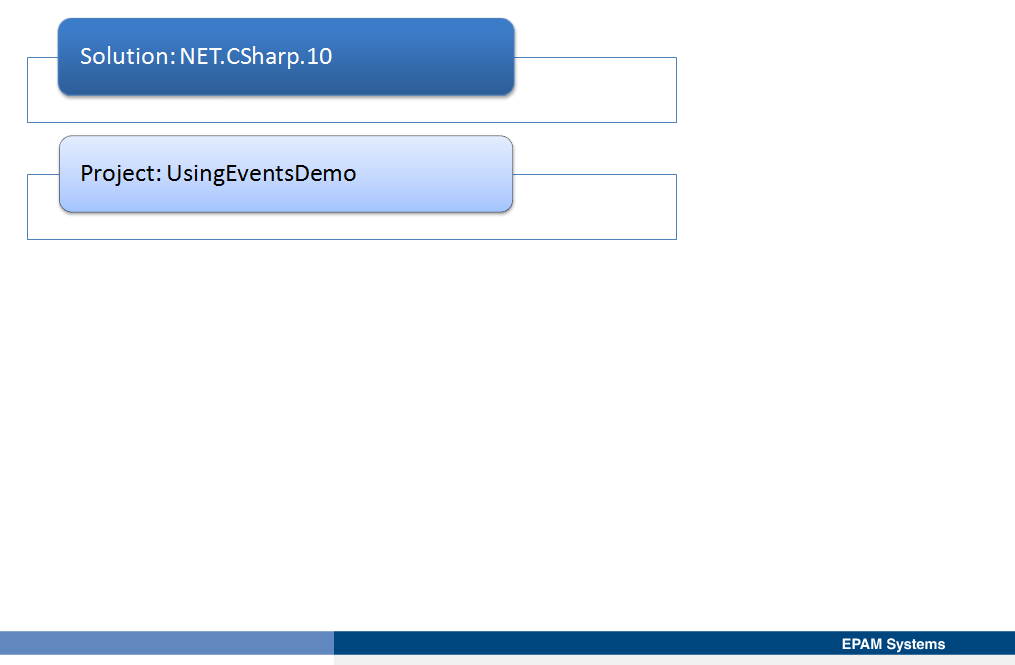 Solution: NET.CSharp.10
Project: UsingEventsDemo
EPAM Systems